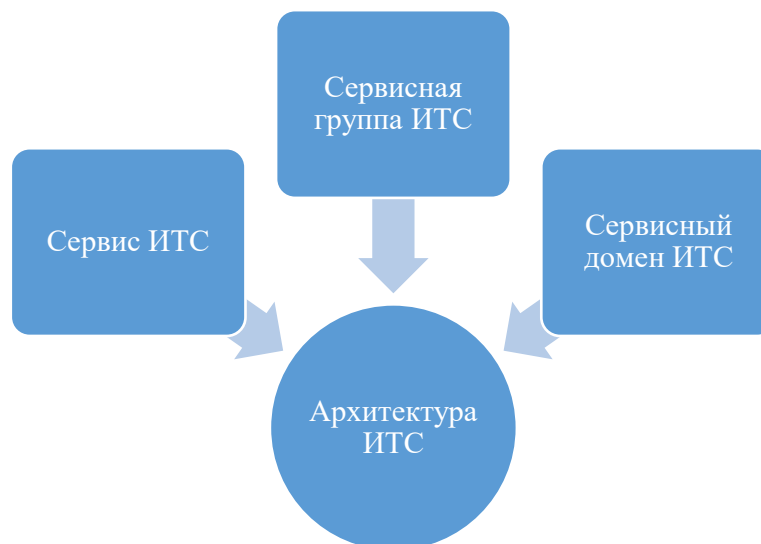 Сервисная
группа ИТС
Сервис ИТС
Сервисный
домен ИТС
Архитектура
ИТС